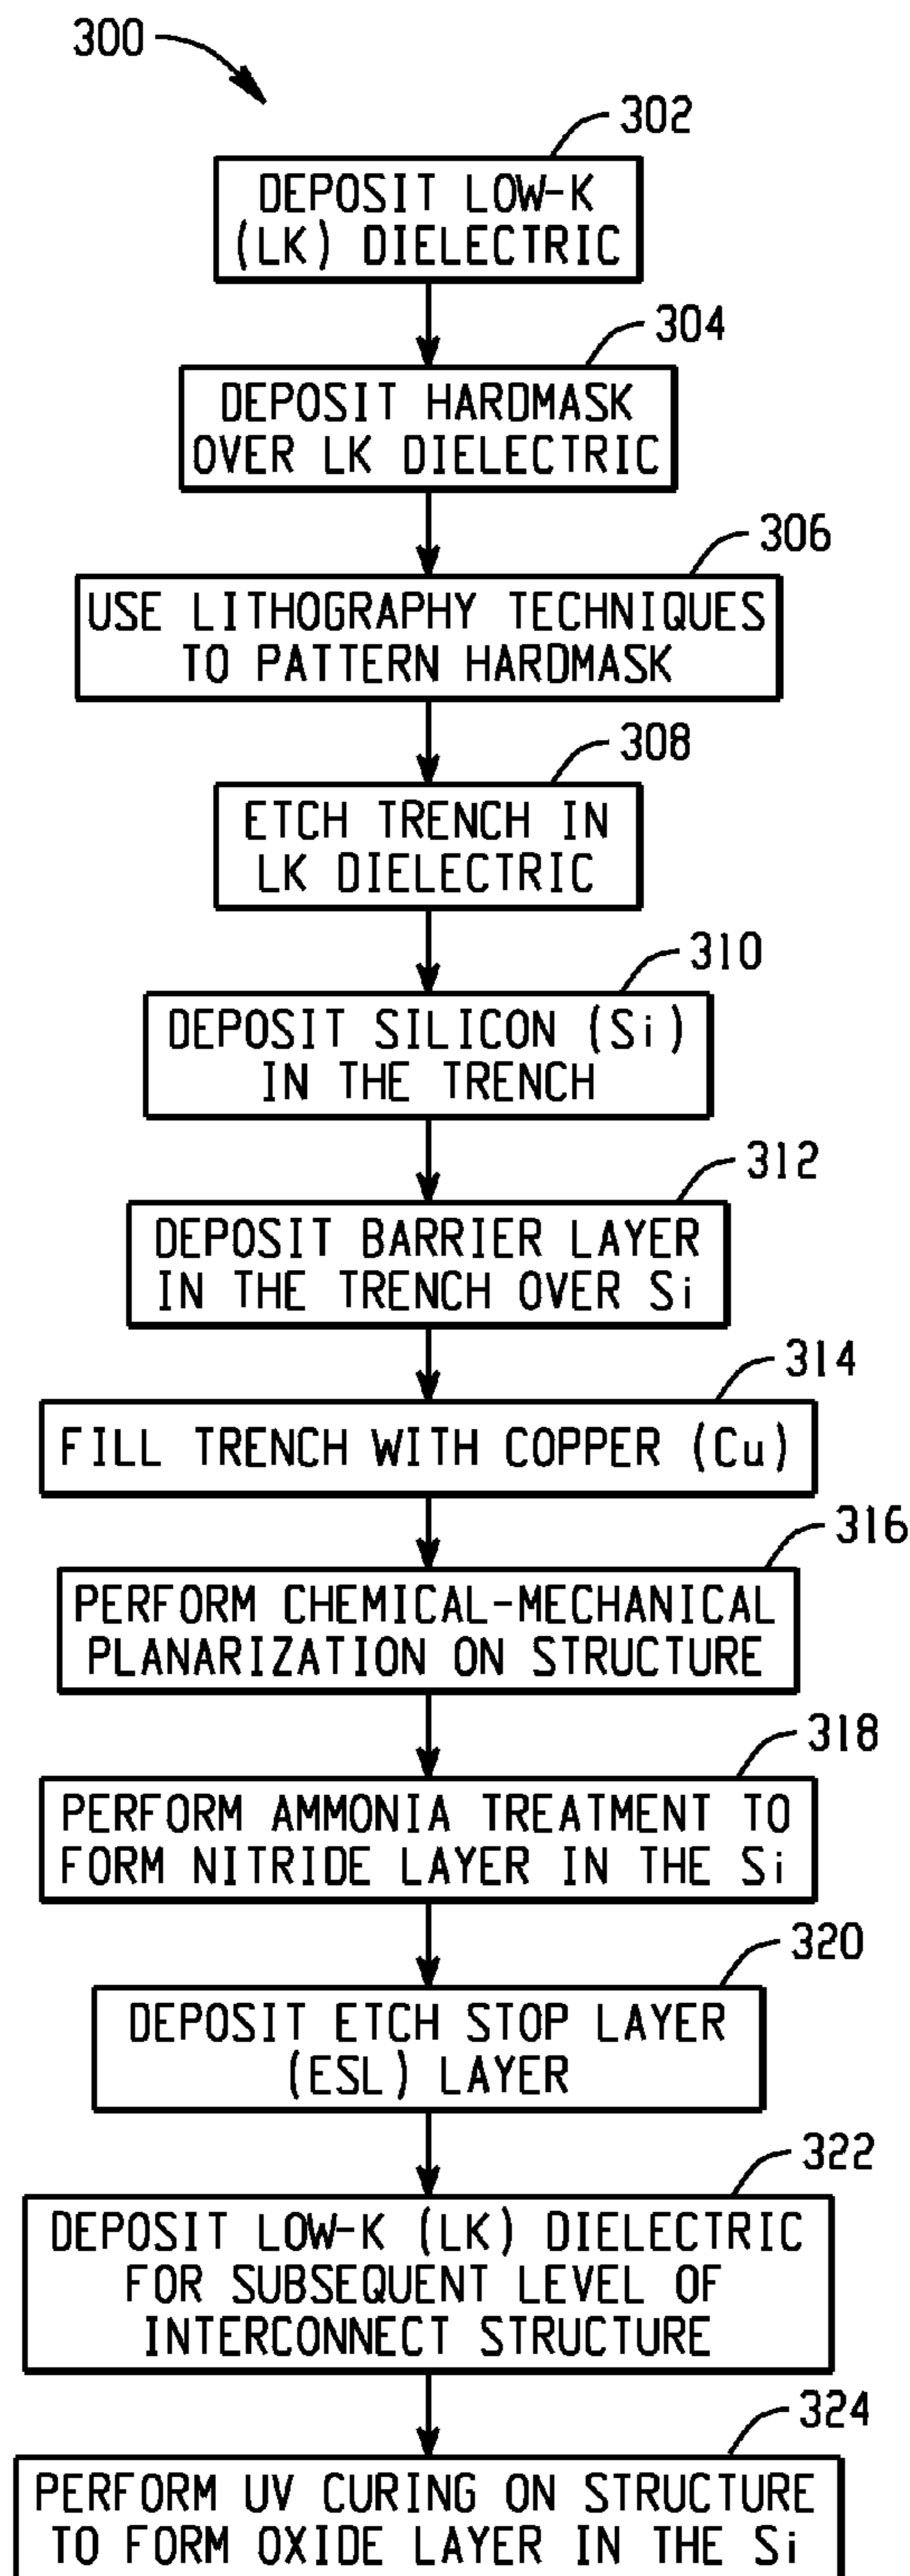 300
302
DEPOSIT LOW-K
(LK) DIELECTRIC
304
DEPOSIT HARDMASK
OVER LK DIELECTRIC
306
USE LITHOGRAPHY TECHNIQUES
TO PATTERN HARDMASK
308
ETCH TRENCH IN
LK DIELECTRIC
310
DEPOSIT SILICON (Si)
IN THE TRENCH
312
DEPOSIT BARRIER LAYER
IN THE TRENCH OVER Si
314
FILL TRENCH WITH COPPER (Cu)
316
PERFORM CHEMICAL-MECHANICAL
PLANARIZATION ON STRUCTURE
318
PERFORM AMMONIA TREATMENT TO
FORM NITRIDE LAYER IN THE Si
320
DEPOSIT ETCH STOP LAYER
(ESL) LAYER
322
DEPOSIT LOW-K (LK) DIELECTRIC
FOR SUBSEQUENT LEVEL OF
INTERCONNECT STRUCTURE
324
PERFORM UV CURING ON STRUCTURE
TO FORM OXIDE LAYER IN THE Si